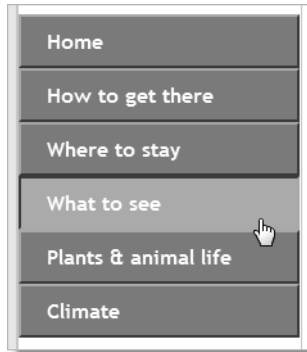 Home
How to get there
Where to stay
What to see
Plants & animal life
Climate